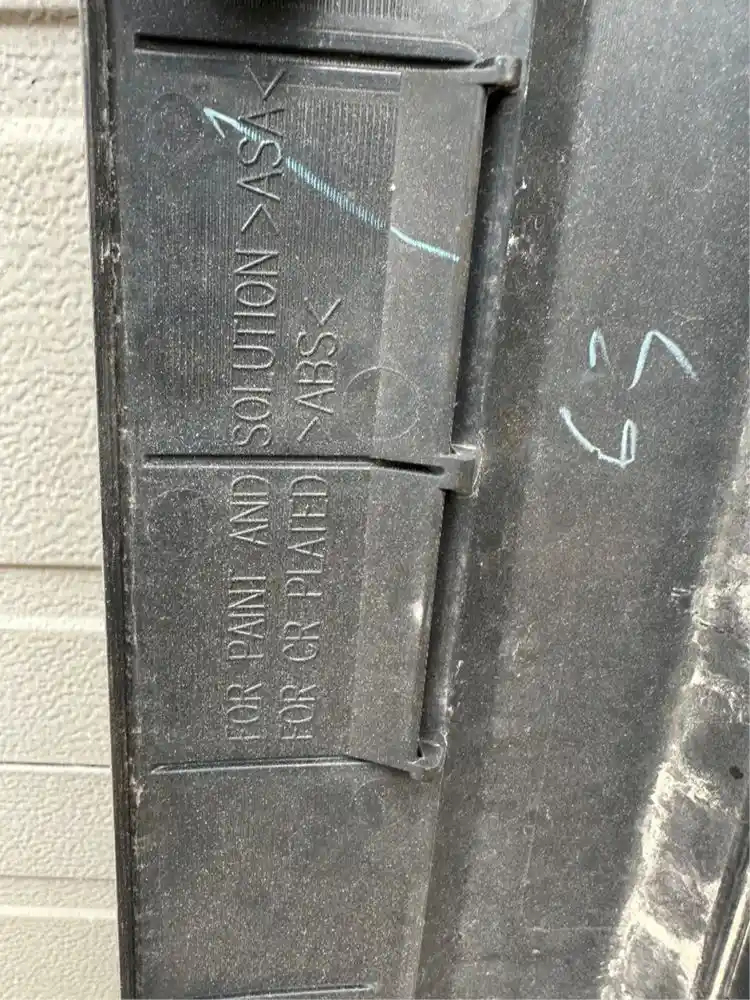 FOR PAINT AND SOLUTION >ASA<
FOR CR-PLATED >ABS<